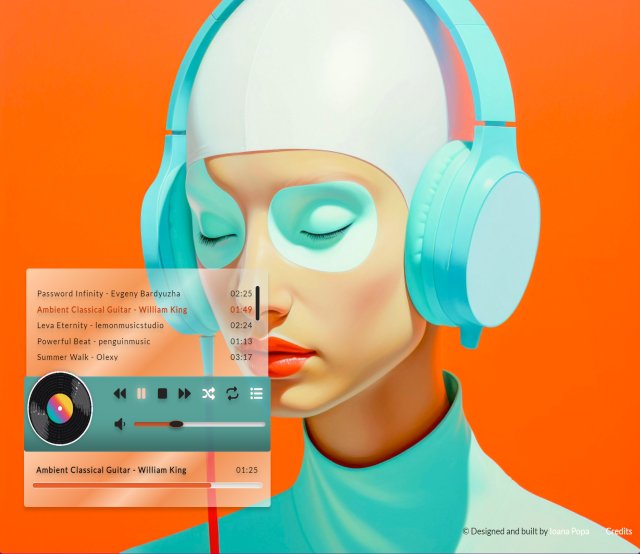 Password Infinity - Evgeny Bardyuzha 02:25
Ambient Classical Guitar - William King 01:49
Leva Eternity - lemonmusicstudio 02:24
Powerful Beat - penguinmusic 01:13
Summer Walk - Olexy 03:17
Ambient Classical Guitar - William King 01:25
© Designed and built by Ioana Popa Credits